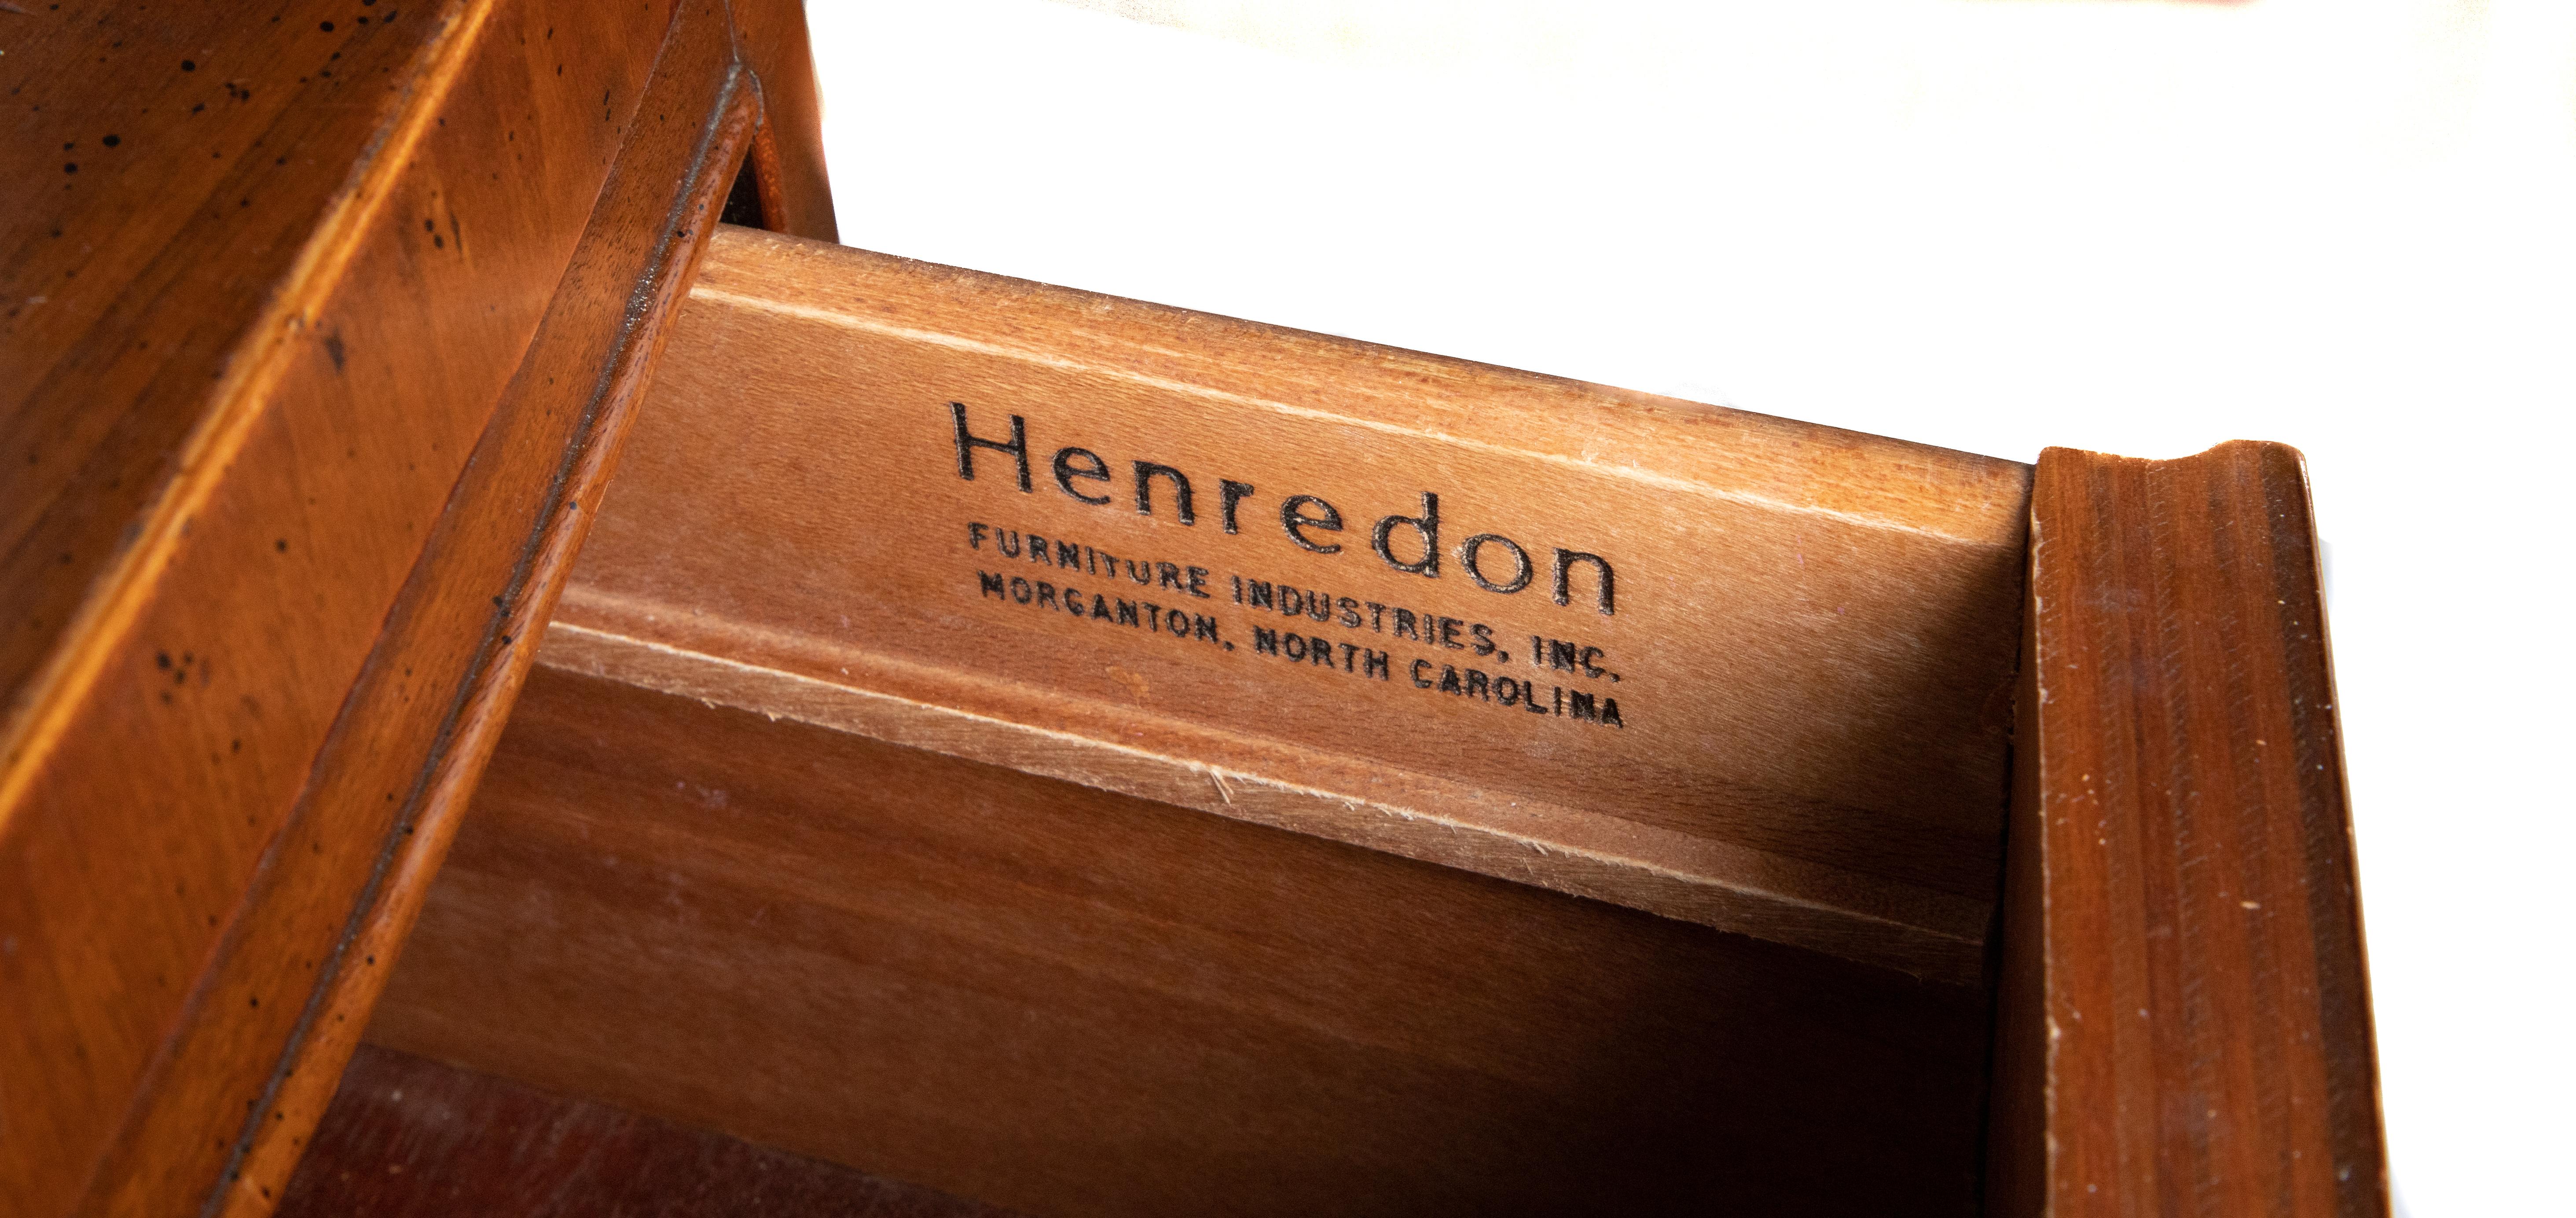 Henredon
FURNITURE INDUSTRIES, INC.
MORGANTON, NORTH CAROLINA